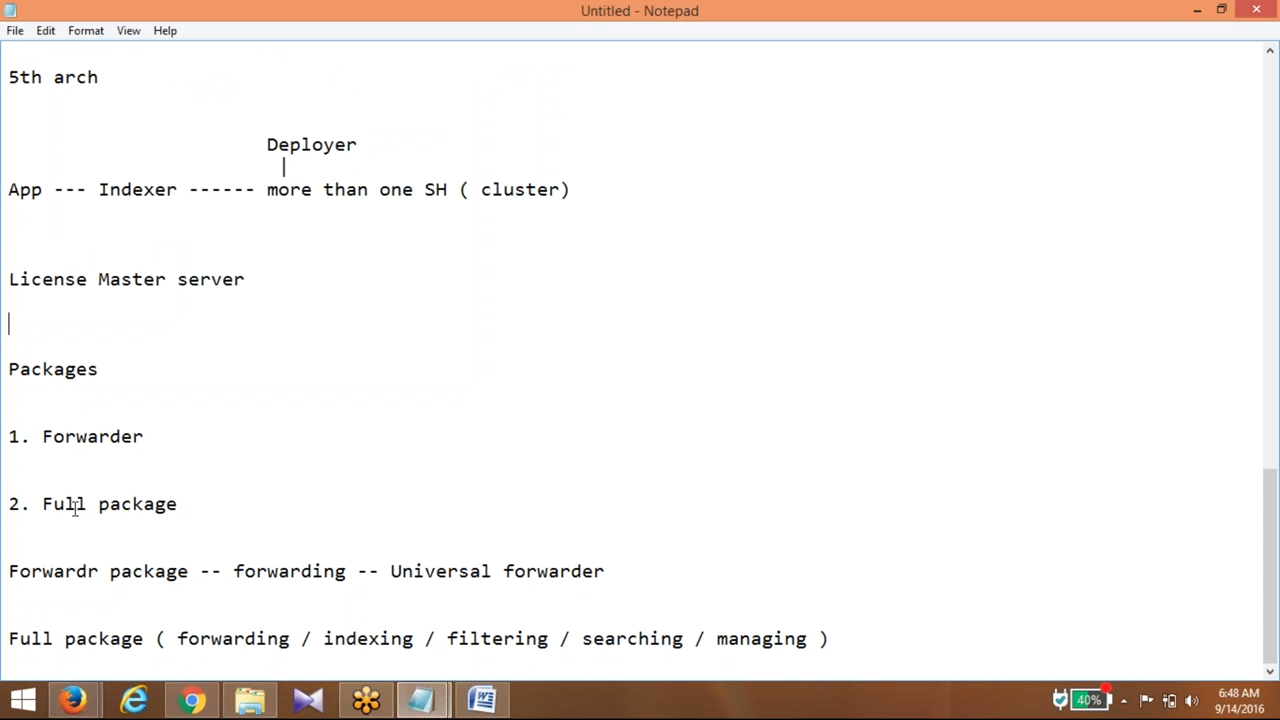 Untitled - Notepad
File Edit Format View Help
5th arch
Deployer
|
App --- Indexer ------ more than one SH ( cluster)
License Master server
Packages
1. Forwarder
2. Full package
Forwardr package -- forwarding -- Universal forwarder
Full package ( forwarding / indexing / filtering / searching / managing )
40%
6:48 AM
9/14/2016